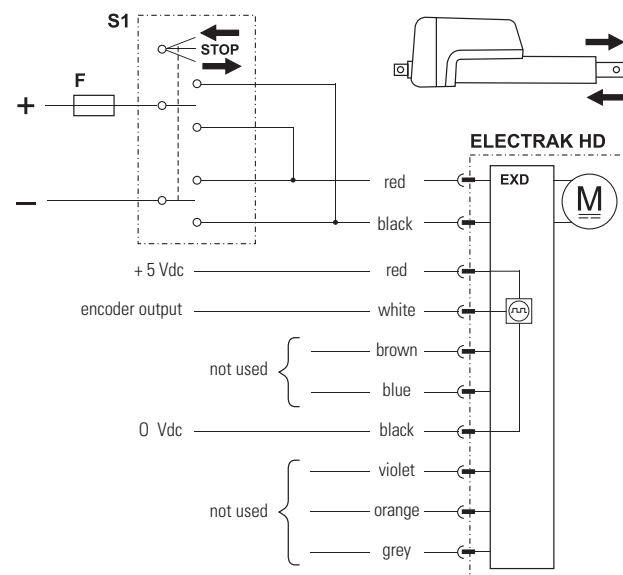 S1
STOP
F
+
–
ELECTRAK HD
EXD
M
red
black
+ 5 Vdc
red
encoder output
white
brown
not used
blue
0 Vdc
black
violet
not used
orange
grey